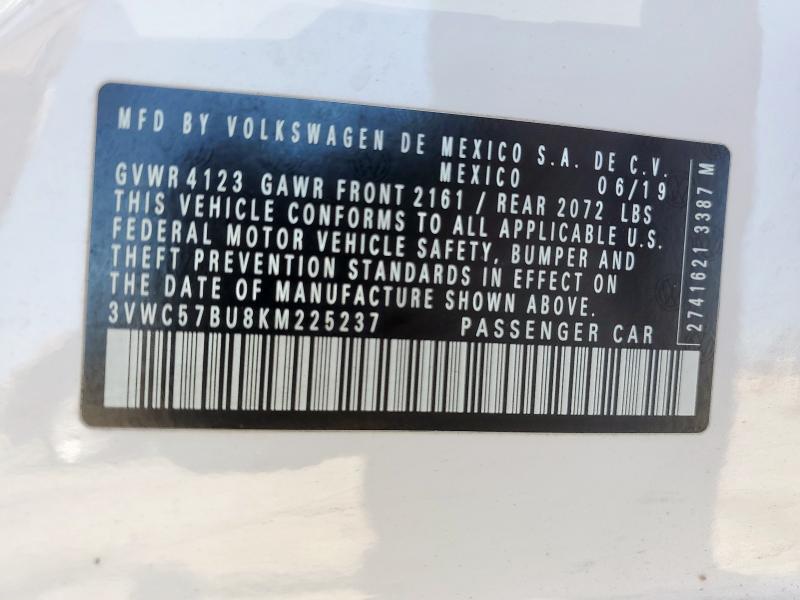 MFD BY VOLKSWAGEN DE MEXICO S.A. DE C.V.
MEXICO 06/19
GVWR 4123 GAWR FRONT 2161 / REAR 2072 LBS
THIS VEHICLE CONFORMS TO ALL APPLICABLE U.S.
FEDERAL MOTOR VEHICLE SAFETY, BUMPER AND
THEFT PREVENTION STANDARDS IN EFFECT ON
THE DATE OF MANUFACTURE SHOWN ABOVE.
3VWC57BU8KM225237 PASSENGER CAR
2741621 3387 M